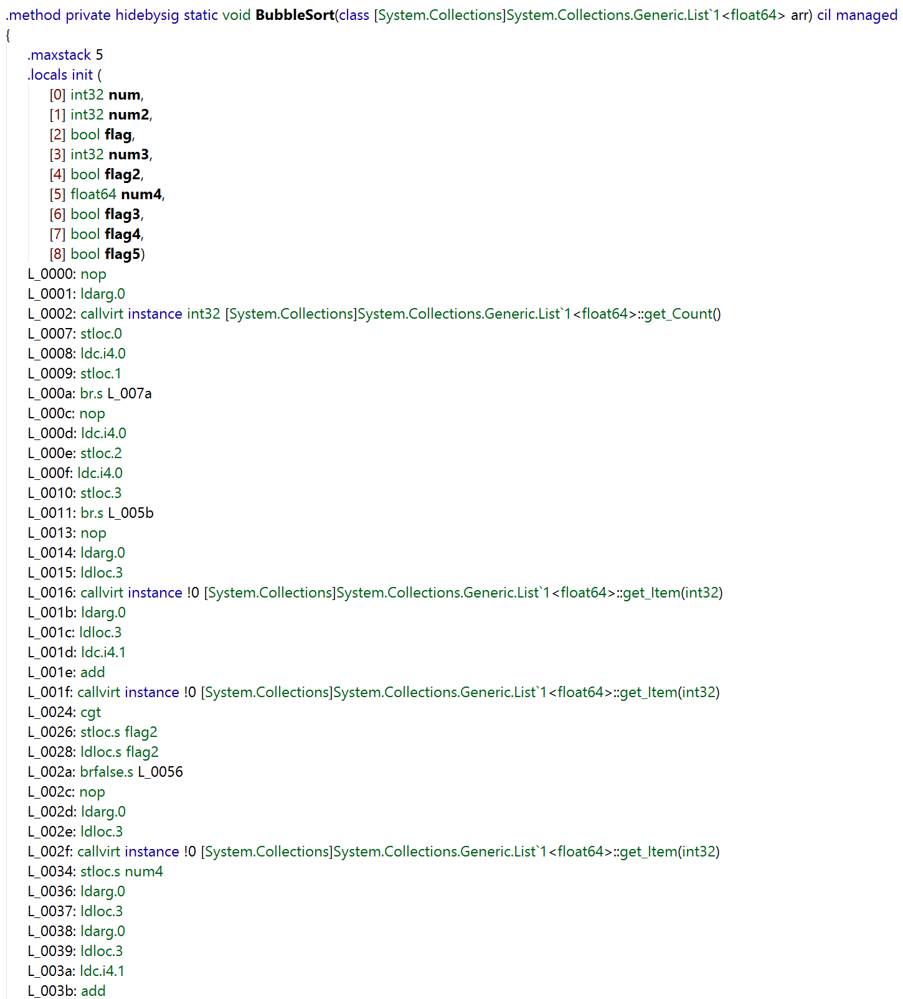 .method private hidebysig static void BubbleSort(class [System.Collections]System.Collections.Generic.List`1<float64> arr) cil managed
{
.maxstack 5
.locals init (
[0] int32 num,
[1] int32 num2,
[2] bool flag,
[3] int32 num3,
[4] bool flag2,
[5] float64 num4,
[6] bool flag3,
[7] bool flag4,
[8] bool flag5)
L_0000: nop
L_0001: ldarg.0
L_0002: callvirt instance int32 [System.Collections]System.Collections.Generic.List`1<float64>::get_Count()
L_0007: stloc.0
L_0008: ldc.i4.0
L_0009: stloc.1
L_000a: br.s L_007a
L_000c: nop
L_000d: ldc.i4.0
L_000e: stloc.2
L_000f: ldc.i4.0
L_0010: stloc.3
L_0011: br.s L_005b
L_0013: nop
L_0014: ldarg.0
L_0015: ldloc.3
L_0016: callvirt instance !0 [System.Collections]System.Collections.Generic.List`1<float64>::get_Item(int32)
L_001b: ldarg.0
L_001c: ldloc.3
L_001d: ldc.i4.1
L_001e: add
L_001f: callvirt instance !0 [System.Collections]System.Collections.Generic.List`1<float64>::get_Item(int32)
L_0024: cgt
L_0026: stloc.s flag2
L_0028: ldloc.s flag2
L_002a: brfalse.s L_0056
L_002c: nop
L_002d: ldarg.0
L_002e: ldloc.3
L_002f: callvirt instance !0 [System.Collections]System.Collections.Generic.List`1<float64>::get_Item(int32)
L_0034: stloc.s num4
L_0036: ldarg.0
L_0037: ldloc.3
L_0038: ldarg.0
L_0039: ldloc.3
L_003a: ldc.i4.1
L_003b: add